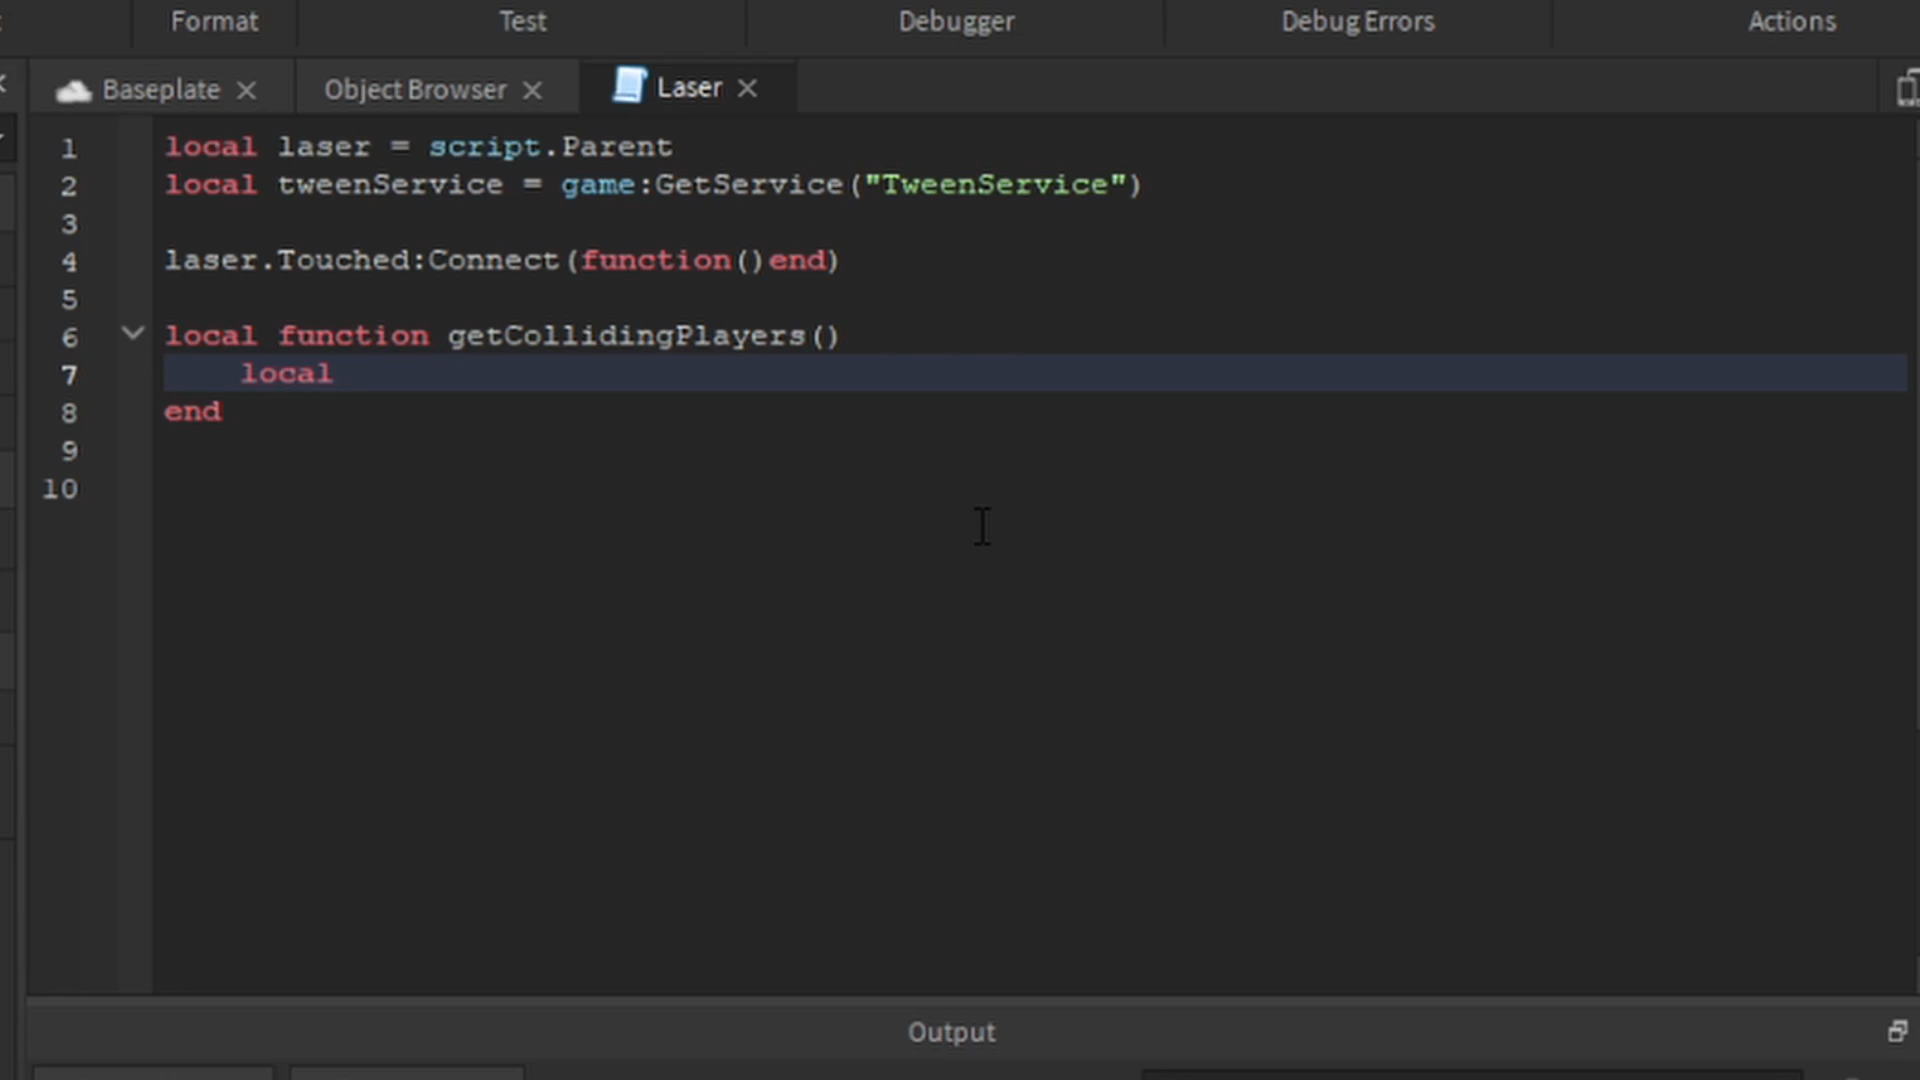 Format Test Debugger Debug Errors Actions
Baseplate Object Browser Laser
1 local laser = script.Parent
2 local tweenService = game:GetService("TweenService")
3
4 laser.Touched:Connect(function()end)
5
6 local function getCollidingPlayers()
7 local
8 end
9
10
Output